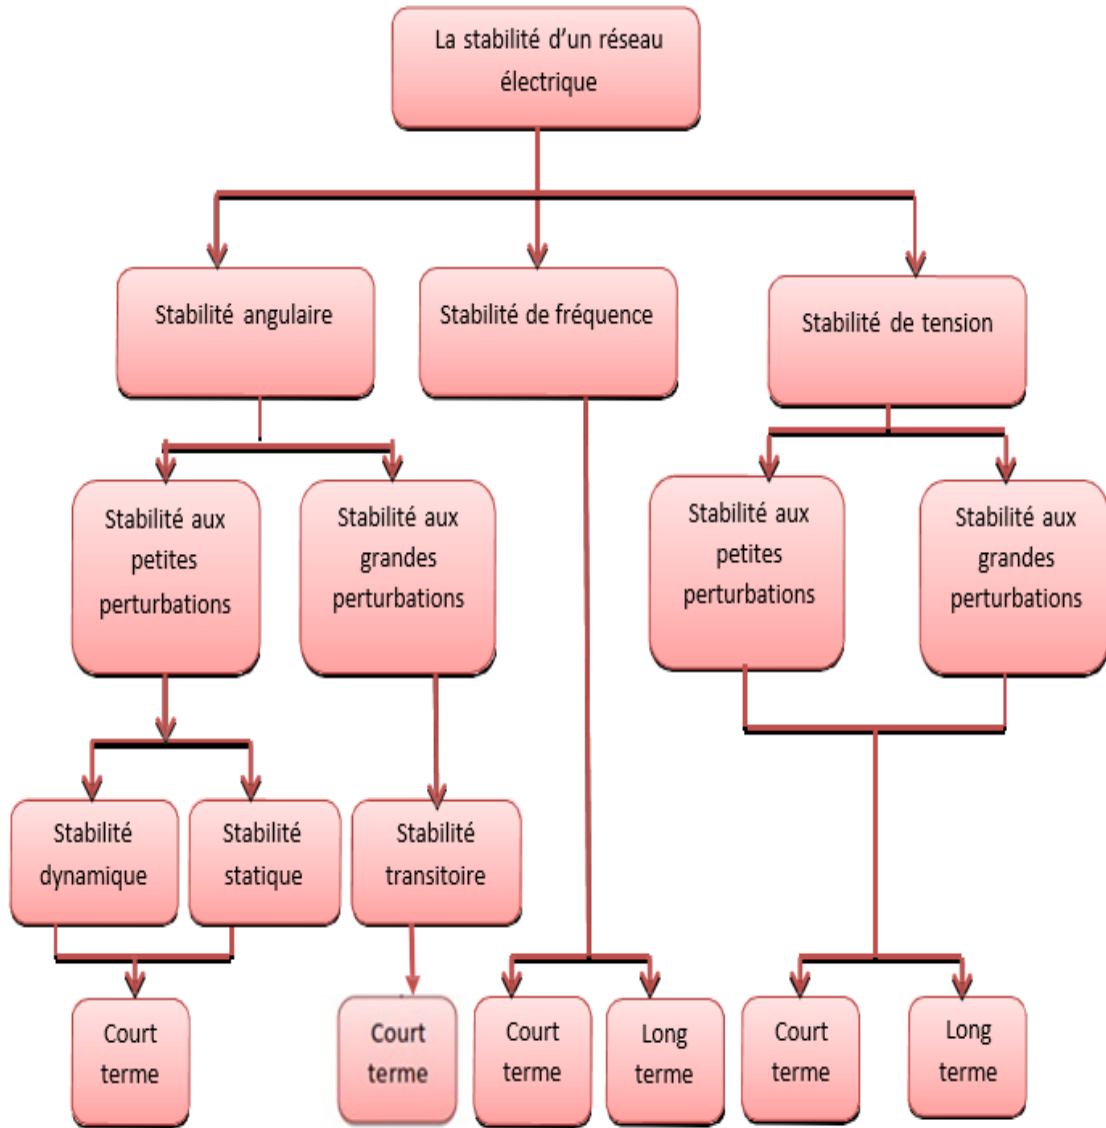 La stabilité d’un réseau
électrique
Stabilité angulaire
Stabilité de fréquence
Stabilité de tension
Stabilité aux
petites
perturbations
Stabilité aux
grandes
perturbations
Stabilité aux
petites
perturbations
Stabilité aux
grandes
perturbations
Stabilité
dynamique
Stabilité
statique
Stabilité
transitoire
Court
terme
Court
terme
Court
terme
Long
terme
Court
terme
Long
terme